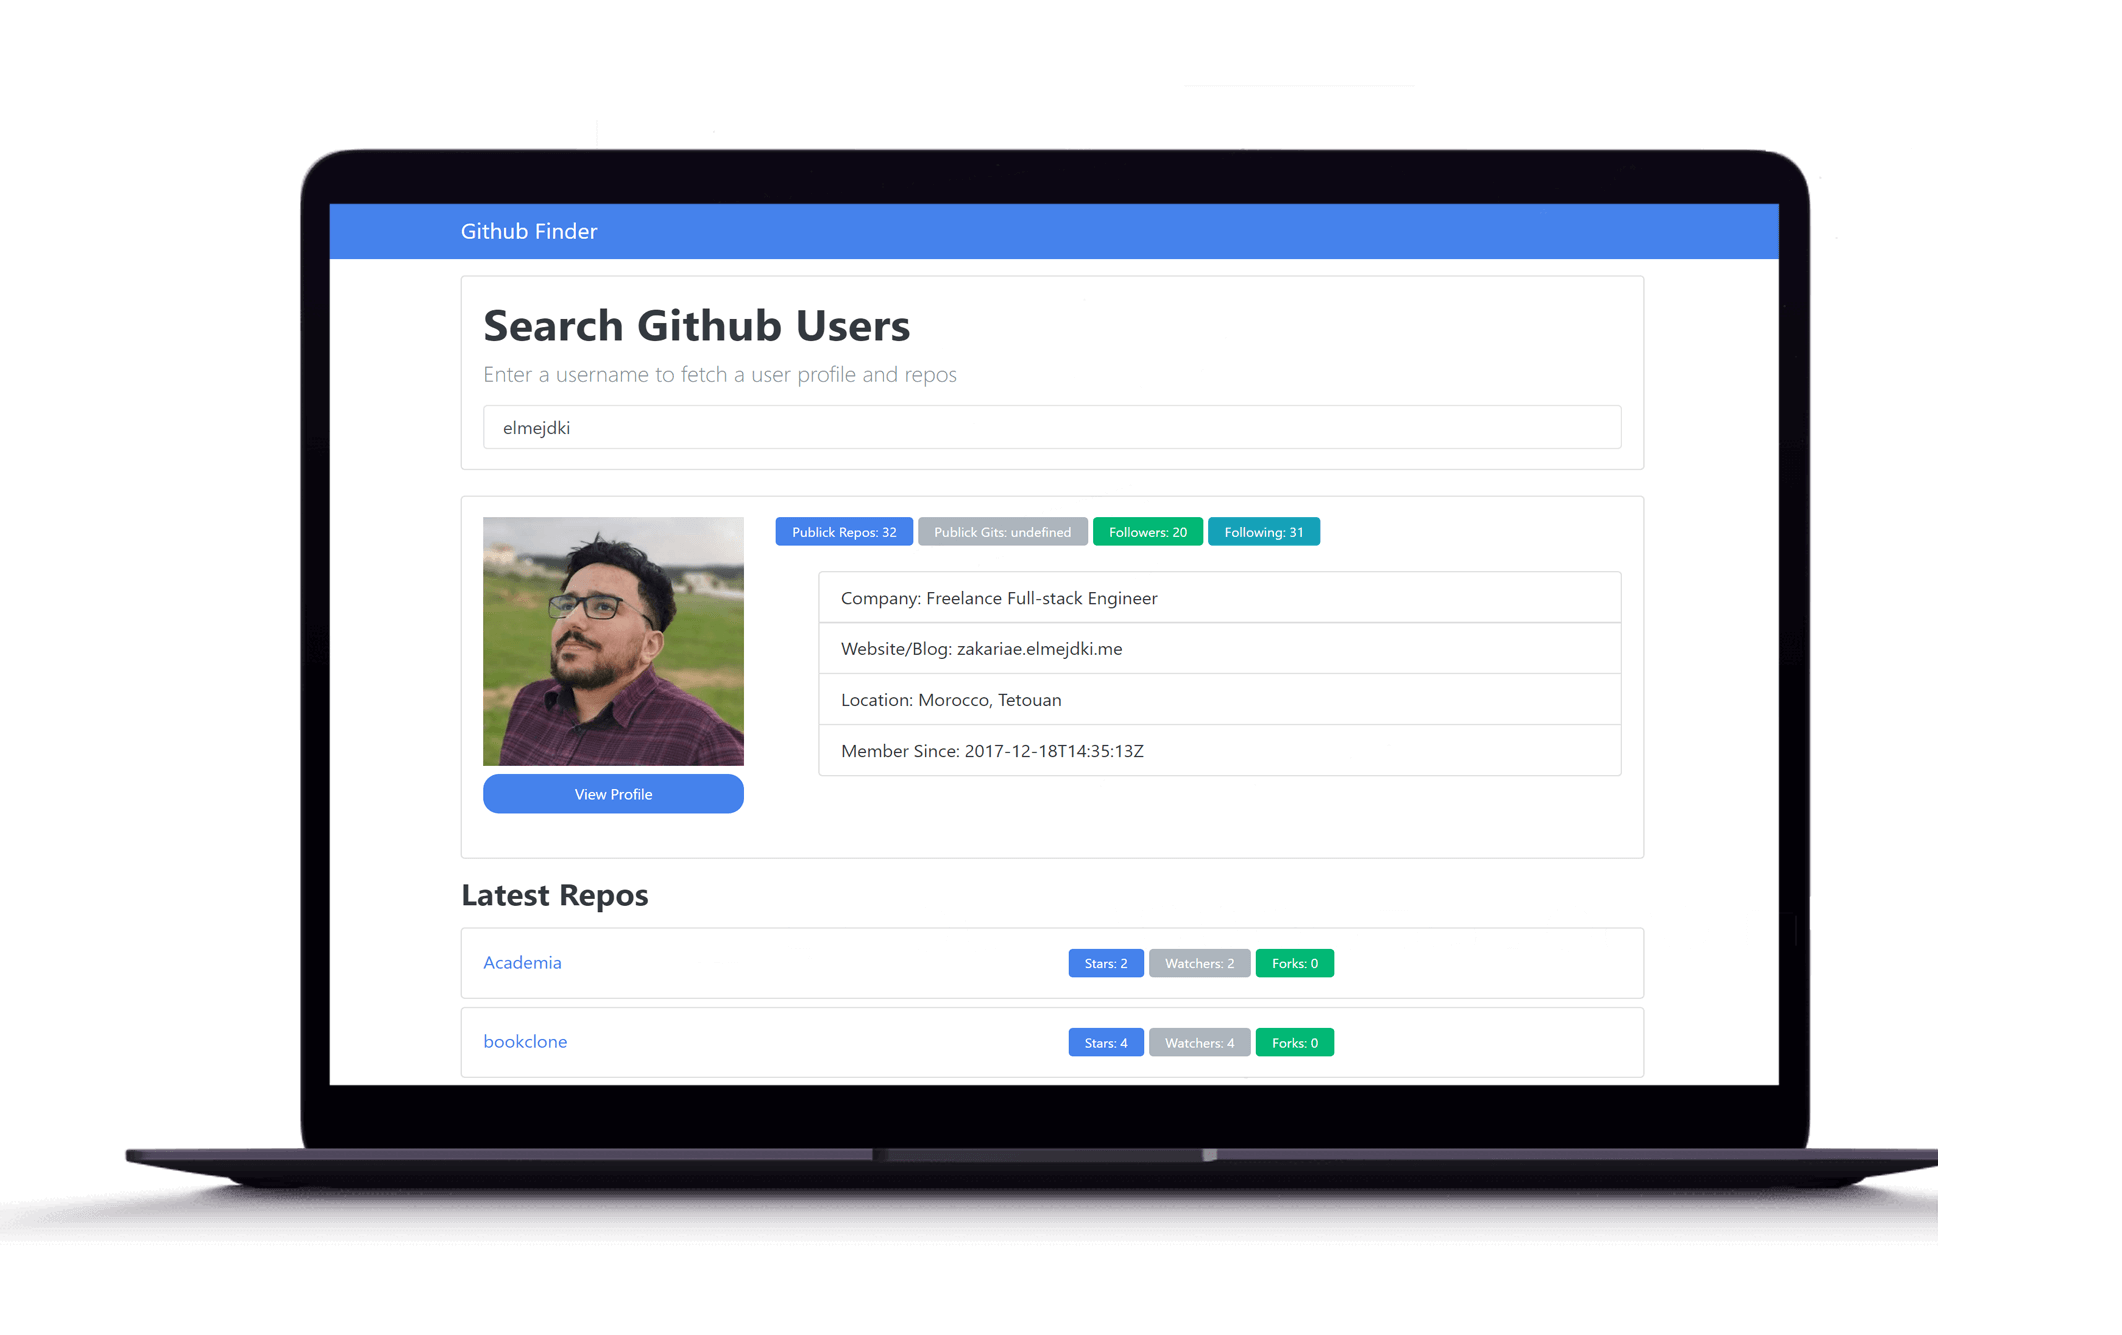 Github Finder
Search Github Users
Enter a username to fetch a user profile and repos
elmejdki
Publick Repos: 32 Publick Gits: undefined Followers: 20 Following: 31
Company: Freelance Full-stack Engineer
Website/Blog: zakariae.elmejdki.me
Location: Morocco, Tetouan
Member Since: 2017-12-18T14:35:13Z
View Profile
Latest Repos
Academia Stars: 2 Watchers: 2 Forks: 0
bookclone Stars: 4 Watchers: 4 Forks: 0